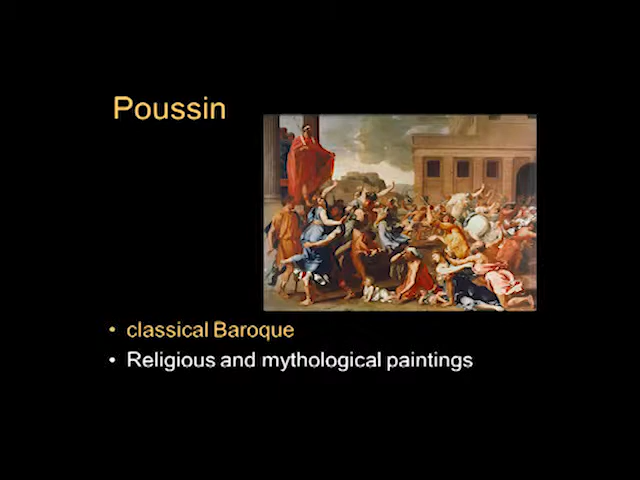 Poussin
• classical Baroque
• Religious and mythological paintings